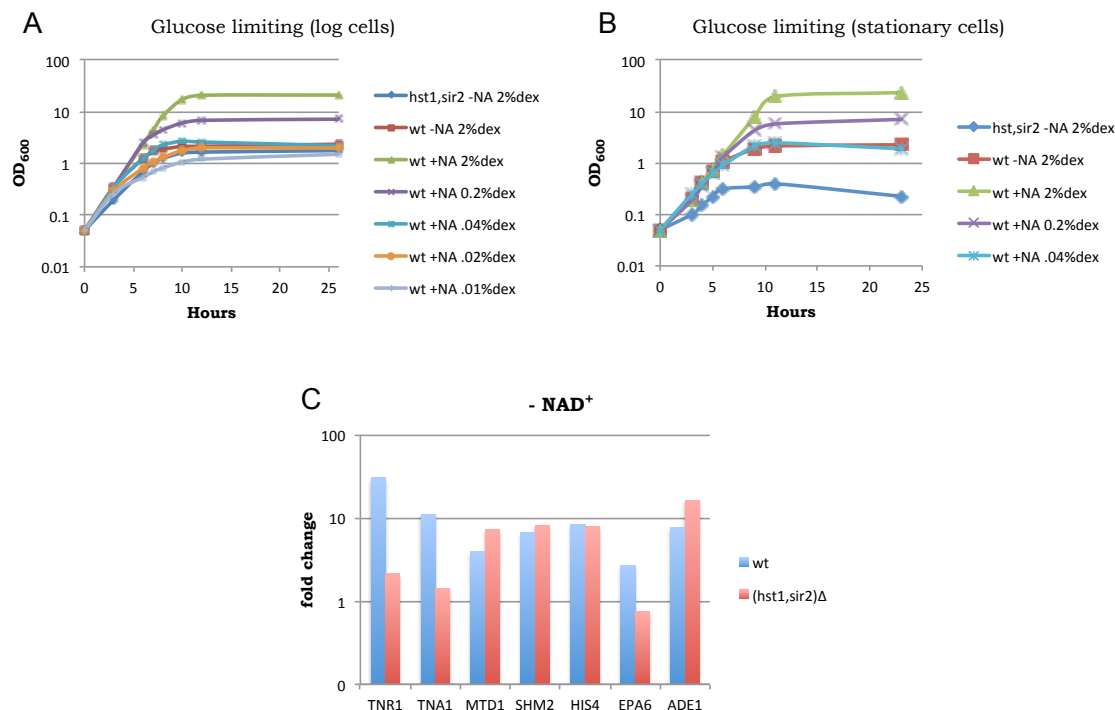 A
Glucose limiting (log cells)
100
10
1
0.1
0.01
OD600
0 5 10 15 20 25
Hours
hst1,sir2 -NA 2%dex
wt -NA 2%dex
wt +NA 2%dex
wt +NA 0.2%dex
wt +NA .04%dex
wt +NA .02%dex
wt +NA .01%dex
B
Glucose limiting (stationary cells)
100
10
1
0.1
0.01
OD600
0 5 10 15 20 25
Hours
hst,sir2 -NA 2%dex
wt -NA 2%dex
wt +NA 2%dex
wt +NA 0.2%dex
wt +NA .04%dex
C
- NAD+
100
10
1
0
fold change
TNR1 TNA1 MTD1 SHM2 HIS4 EPA6 ADE1
wt
(hst1,sir2)Δ